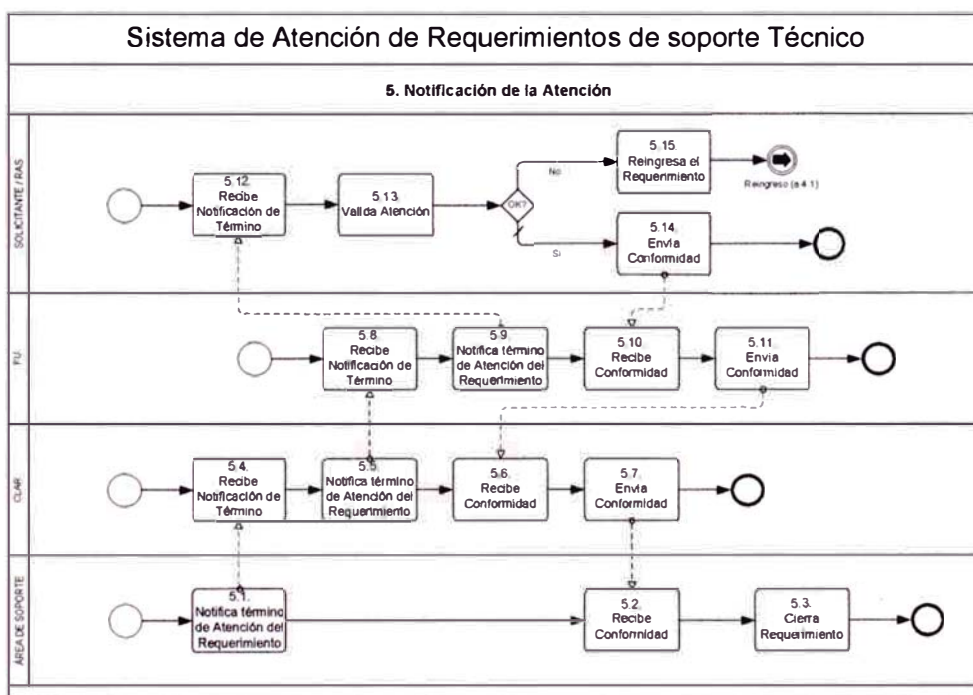 Sistema de Atención de Requerimientos de soporte Técnico
5. Notificación de la Atención
SOLICITANTE / RAS
5.12.
Recibe
Notificación de
Término
5.13.
Valida Atención
OK?
No
Si
5.15.
Reingresa el
Requerimiento
Reingreso (a 4.1)
5.14.
Envía
Conformidad
F.U.
5.8.
Recibe
Notificación de
Término
5.9.
Notifica término
de Atención del
Requerimiento
5.10.
Recibe
Conformidad
5.11.
Envia
Conformidad
CLAR
5.4.
Recibe
Notificación de
Término
5.5.
Notifica término
de Atención del
Requerimiento
5.6.
Recibe
Conformidad
5.7.
Envía
Conformidad
ÁREA DE SOPORTE
5.1.
Notifica término
de Atención del
Requerimiento
5.2.
Recibe
Conformidad
5.3.
Cierra
Requerimiento